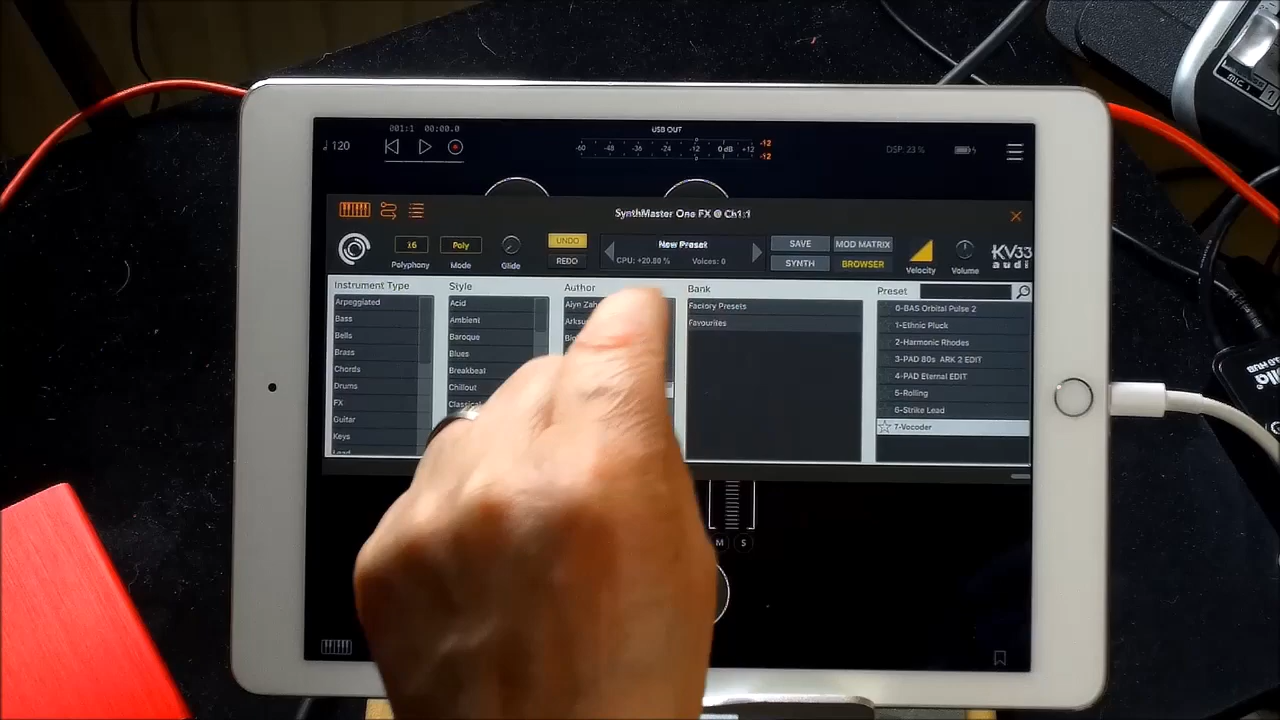 USB OUT
001:1 00:00.0
120
-60 -48 -36 -24 -12 0 dB +12
-12
-12
DSP: 23 %
SynthMaster One FX @ Ch1:1
16
Polyphony
Poly
Mode
Glide
UNDO
REDO
New Preset
CPU: +20.80 % Voices: 0
SAVE
MOD MATRIX
SYNTH
BROWSER
Velocity
Volume
KV33
audi
Instrument Type
Arpeggiated
Bass
Bells
Brass
Chords
Drums
FX
Guitar
Keys
Lead
Style
Acid
Ambient
Baroque
Blues
Breakbeat
Chillout
Classical
Author
Bank
Factory Presets
Favourites
Preset
0-BAS Orbital Pulse 2
1-Ethnic Pluck
2-Harmonic Rhodes
3-PAD 80s ARK 2 EDIT
4-PAD Eternal EDIT
5-Rolling
6-Strike Lead
7-Vocoder
M S
MIC 1